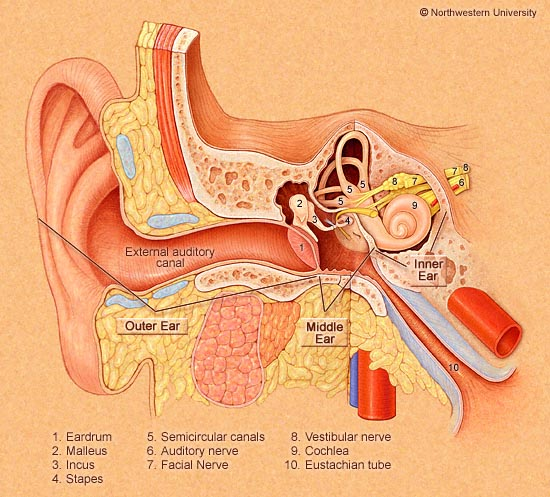 © Northwestern University
8
7
8
7
6
5
5
5
9
2
3
4
1
External auditory
canal
Inner
Ear
Outer Ear
Middle
Ear
10
1. Eardrum
2. Malleus
3. Incus
4. Stapes
5. Semicircular canals
6. Auditory nerve
7. Facial Nerve
8. Vestibular nerve
9. Cochlea
10. Eustachian tube